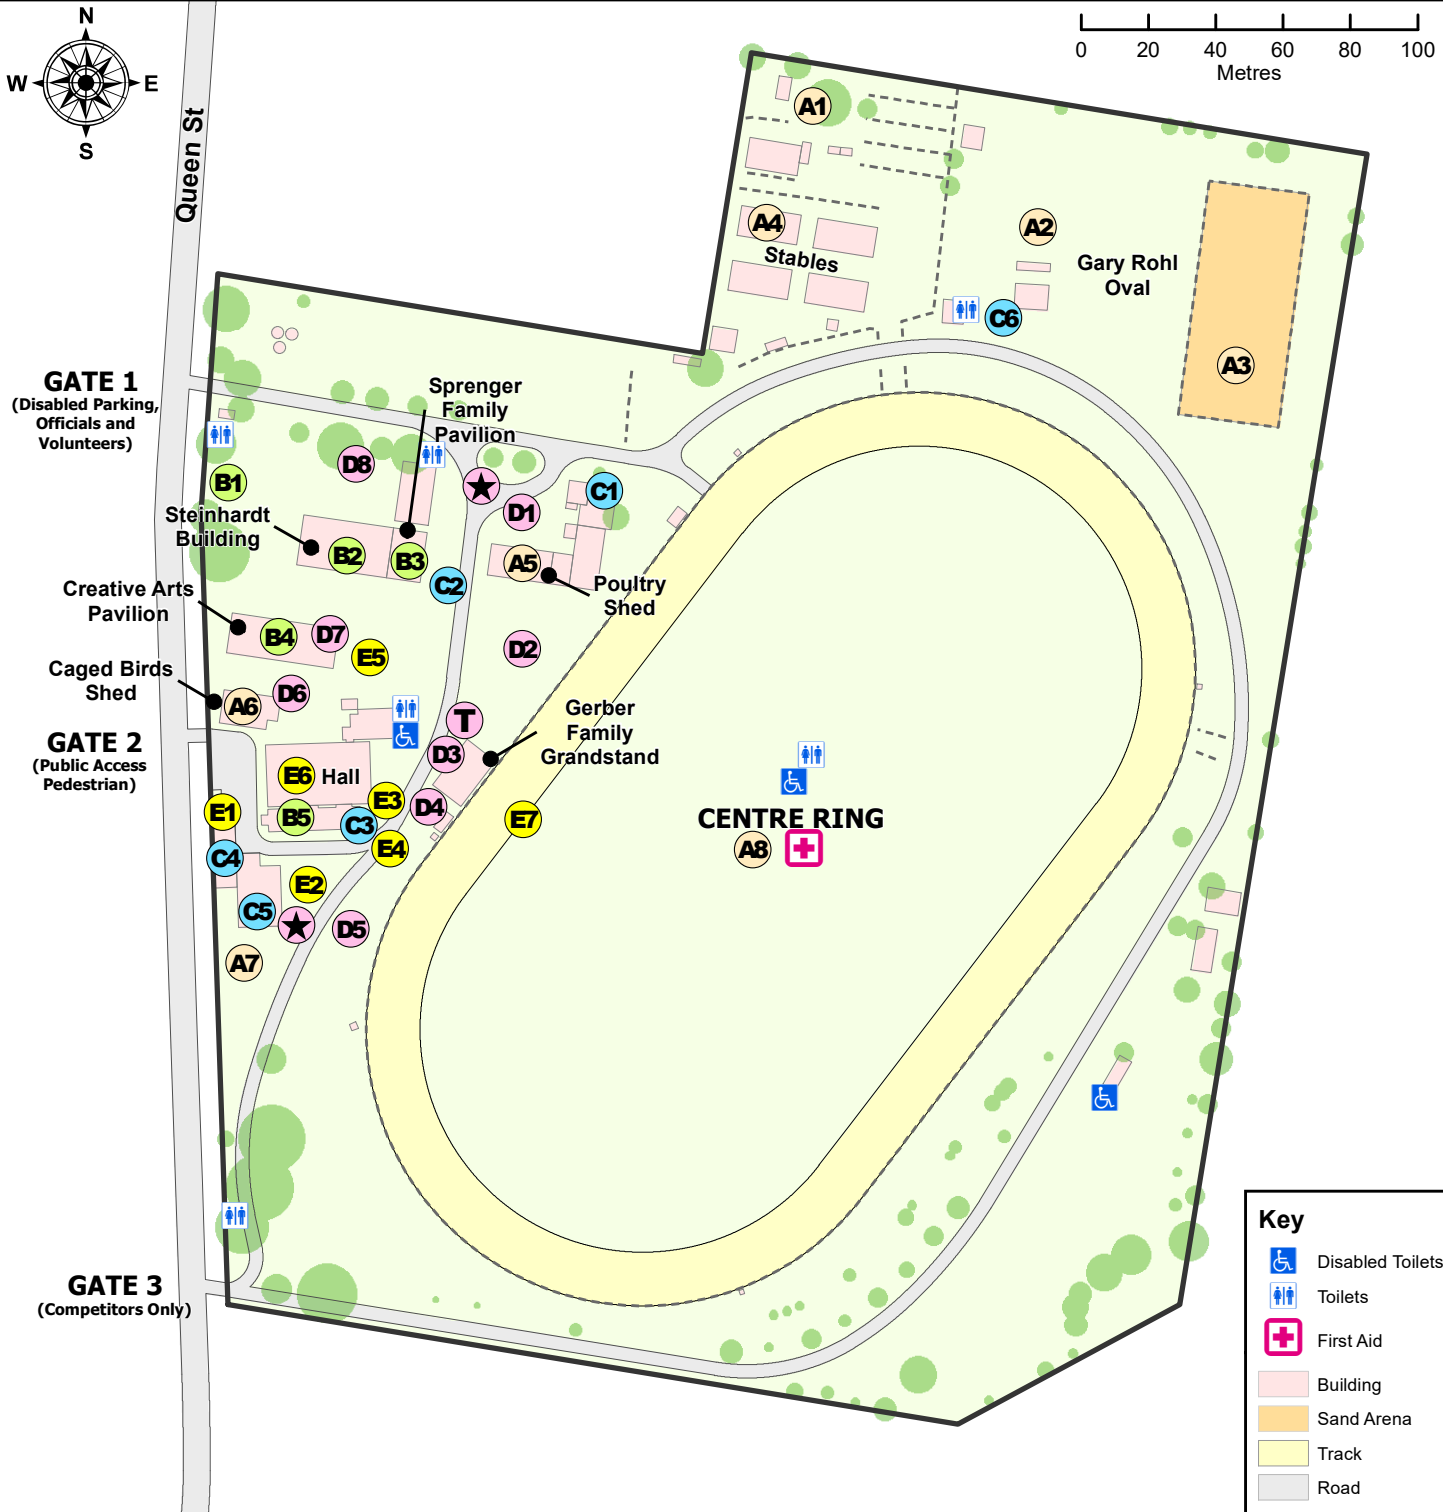 N
W
E
S
0 20 40 60 80 100
Metres
Queen St
A1
A2
A4
Stables
Gary Rohl
Oval
C6
A3
GATE 1
(Disabled Parking,
Officials and
Volunteers)
Sprenger
Family
Pavilion
D8
B1
C1
D1
Steinhardt
Building
B2
B3
A5
C2
Poultry
Shed
Creative Arts
Pavilion
B4
D7
E5
D2
Caged Birds
Shed
A6
D6
T
Gerber
Family
Grandstand
GATE 2
(Public Access
Pedestrian)
D3
E6
Hall
E1
E3
D4
B5
C3
E7
CENTRE RING
E4
A8
C4
E2
C5
D5
A7
GATE 3
(Competitors Only)
Key
Disabled Toilets
Toilets
First Aid
Building
Sand Arena
Track
Road